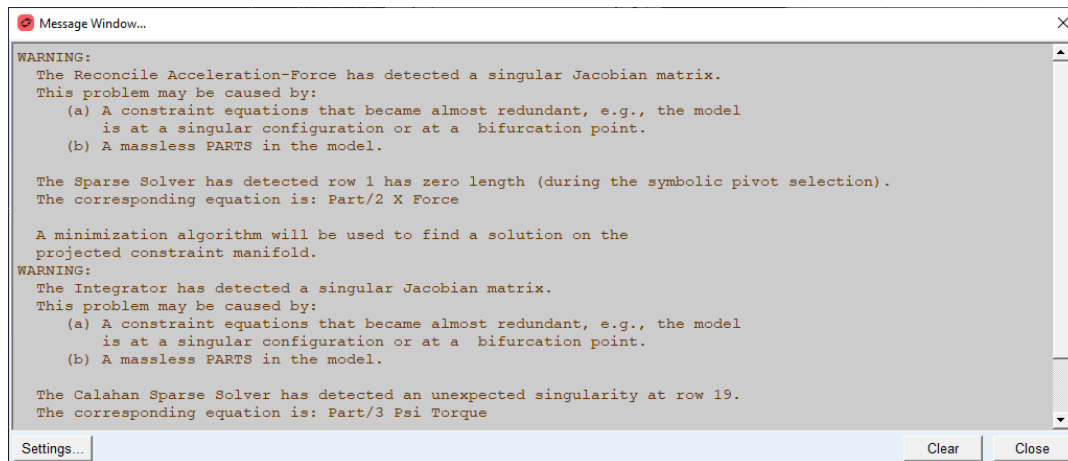 Message Window...
WARNING:
The Reconcile Acceleration-Force has detected a singular Jacobian matrix.
This problem may be caused by:
(a) A constraint equations that became almost redundant, e.g., the model
is at a singular configuration or at a bifurcation point.
(b) A massless PARTS in the model.
The Sparse Solver has detected row 1 has zero length (during the symbolic pivot selection).
The corresponding equation is: Part/2 X Force
A minimization algorithm will be used to find a solution on the
projected constraint manifold.
WARNING:
The Integrator has detected a singular Jacobian matrix.
This problem may be caused by:
(a) A constraint equations that became almost redundant, e.g., the model
is at a singular configuration or at a bifurcation point.
(b) A massless PARTS in the model.
The Calahan Sparse Solver has detected an unexpected singularity at row 19.
The corresponding equation is: Part/3 Psi Torque
Settings... Clear Close